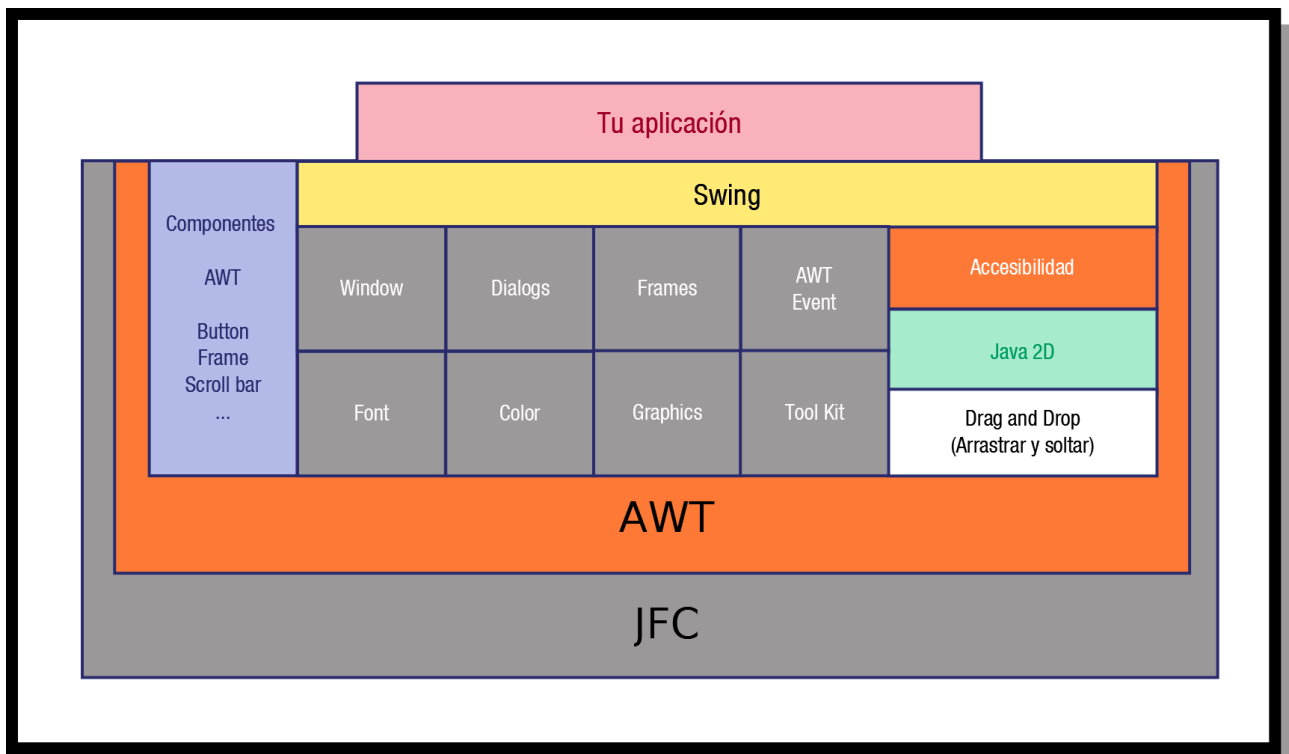 Tu aplicación
Swing
Componentes
AWT
Button
Frame
Scroll bar
...
Window
Dialogs
Frames
AWT
Event
Font
Color
Graphics
Tool Kit
Accesibilidad
Java 2D
Drag and Drop
(Arrastrar y soltar)
AWT
JFC